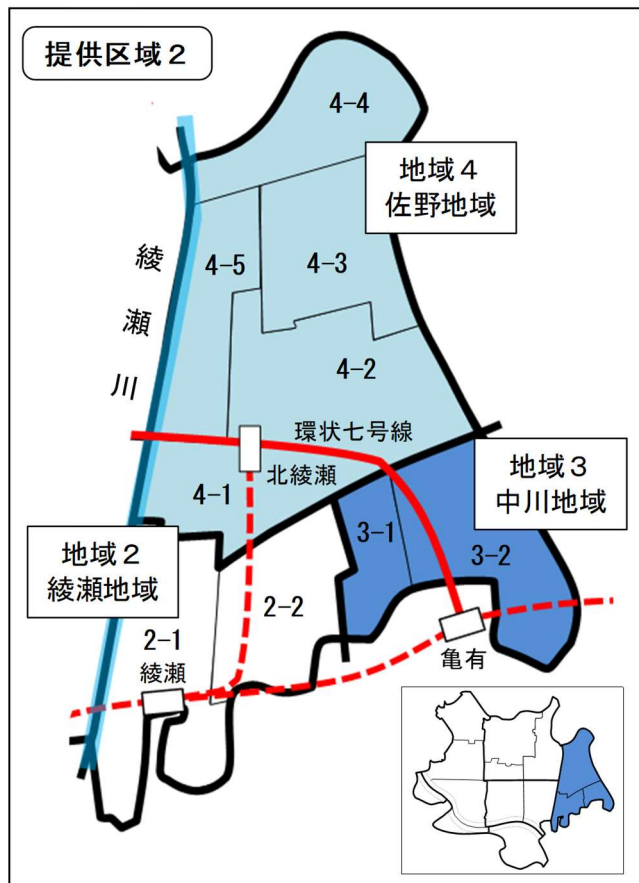 提供区域２
4-4
地域４
佐野地域
綾瀬川
4-5
4-3
4-2
環状七号線
北綾瀬
4-1
地域３
中川地域
3-1
3-2
地域２
綾瀬地域
2-2
2-1
綾瀬
亀有